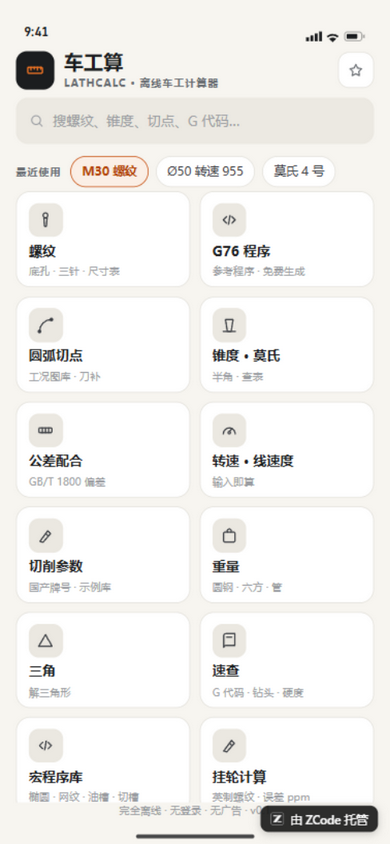 9:41
车工算
LATHCALC • 离线车工计算器
搜螺纹、锥度、切点、G 代码...
最近使用 M30 螺纹 Ø50 转速 955 莫氏 4 号
螺纹
底孔 · 三针 · 尺寸表
G76 程序
参考程序 · 免费生成
圆弧切点
工况图库 · 刀补
锥度 • 莫氏
半角 · 查表
公差配合
GB/T 1800 偏差
转速 • 线速度
输入即算
切削参数
国产牌号 · 示例库
重量
圆钢 · 六方 · 管
三角
解三角形
速查
G 代码 · 钻头 · 硬度
宏程序库
椭圆 · 网纹 · 油槽 · 切槽
挂轮计算
英制螺纹 · 误差 ppm
完全离线 · 无登录 · 无广告 · v0
由 ZCode 托管